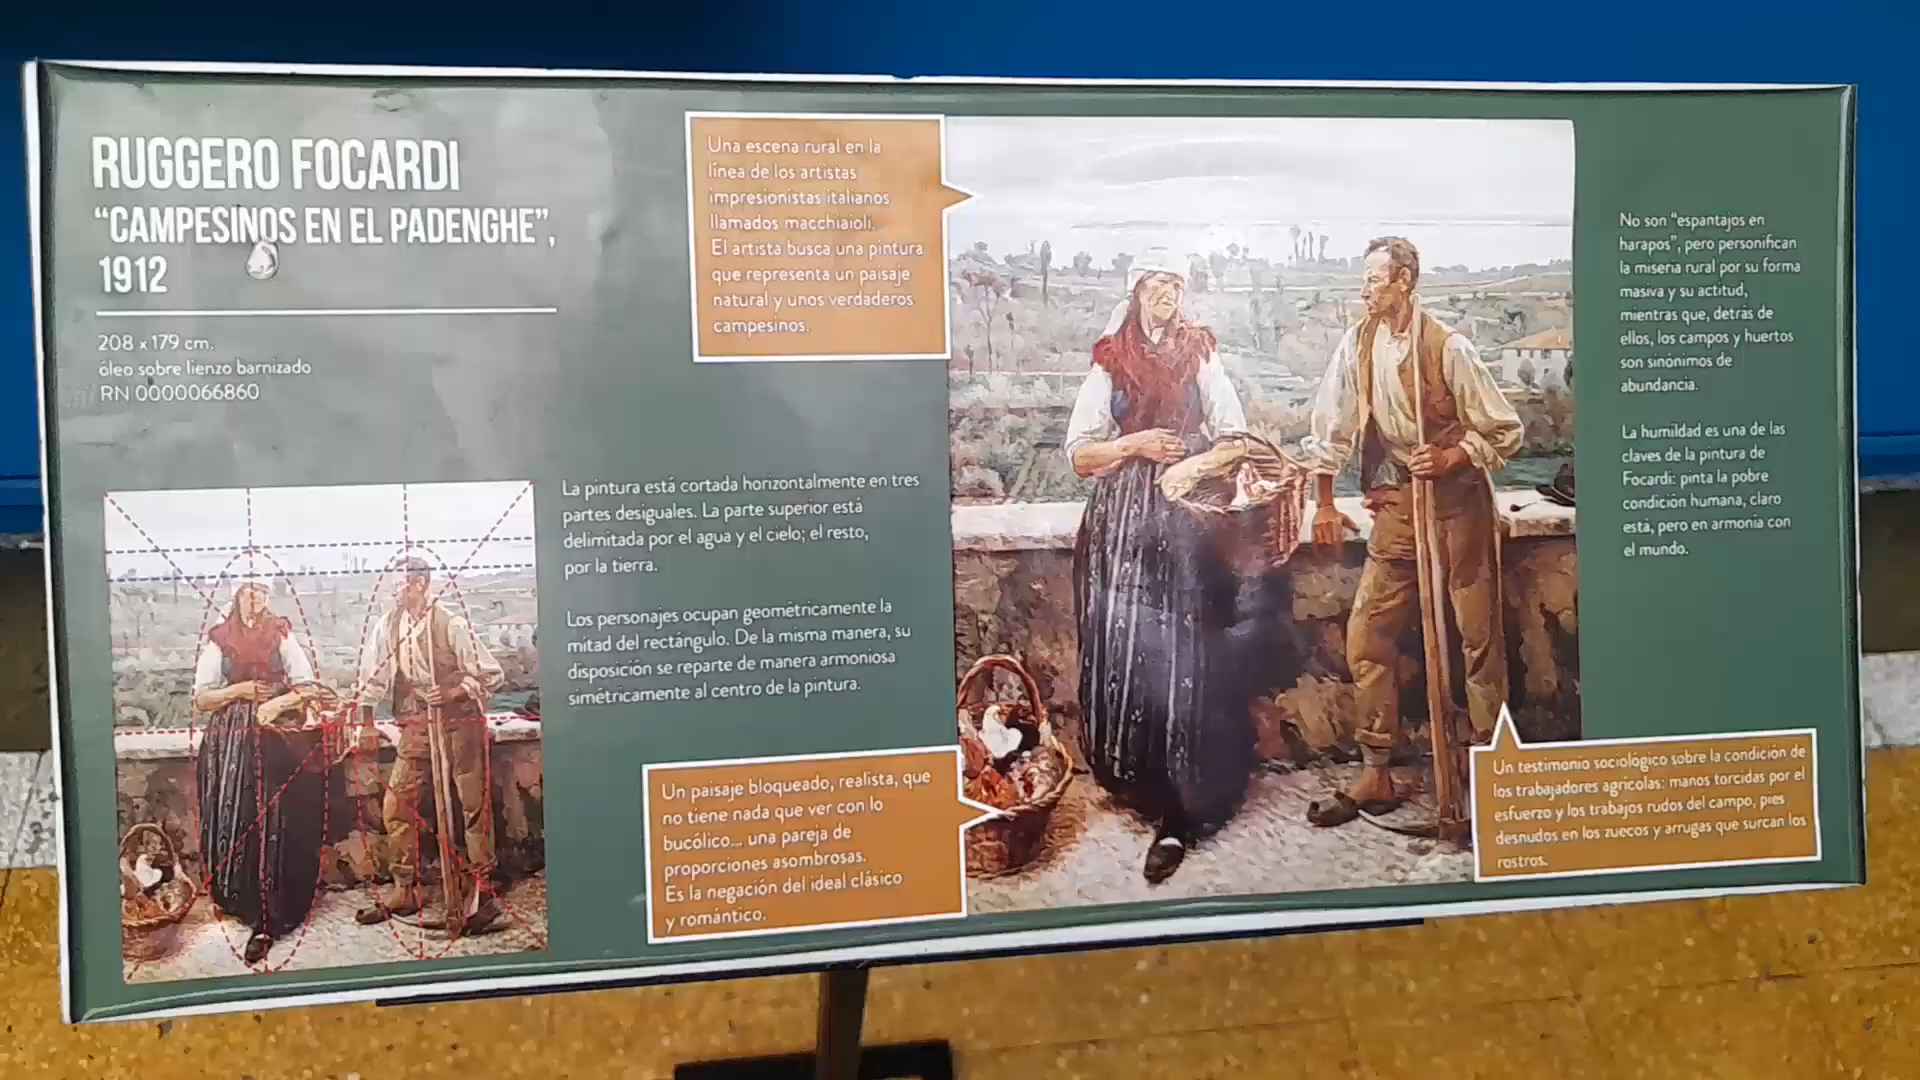 RUGGERO FOCARDI
“CAMPESINOS EN EL PADENGHE”,
1912
208 x 179 cm.
óleo sobre lienzo barnizado
RN 0000066860
La pintura está cortada horizontalmente en tres
partes desiguales. La parte superior está
delimitada por el agua y el cielo; el resto,
por la tierra.
Los personajes ocupan geométricamente la
mitad del rectángulo. De la misma manera, su
disposición se reparte de manera armoniosa
simétricamente al centro de la pintura.
Una escena rural en la
línea de los artistas
impresionistas italianos
llamados macchiaioli.
El artista busca una pintura
que representa un paisaje
natural y unos verdaderos
campesinos.
Un paisaje bloqueado, realista, que
no tiene nada que ver con lo
bucólico... una pareja de
proporciones asombrosas.
Es la negación del ideal clásico
y romántico.
No son “espantajos en
harapos”, pero personifican
la miseria rural por su forma
masiva y su actitud,
mientras que, detrás de
ellos, los campos y huertos
son sinónimos de
abundancia.
La humildad es una de las
claves de la pintura de
Focardi: pinta la pobre
condición humana, claro
está, pero en armonía con
el mundo.
Un testimonio sociológico sobre la condición de
los trabajadores agrícolas: manos torcidas por el
esfuerzo y los trabajos rudos del campo, pies
desnudos en los zuecos y arrugas que surcan los
rostros.